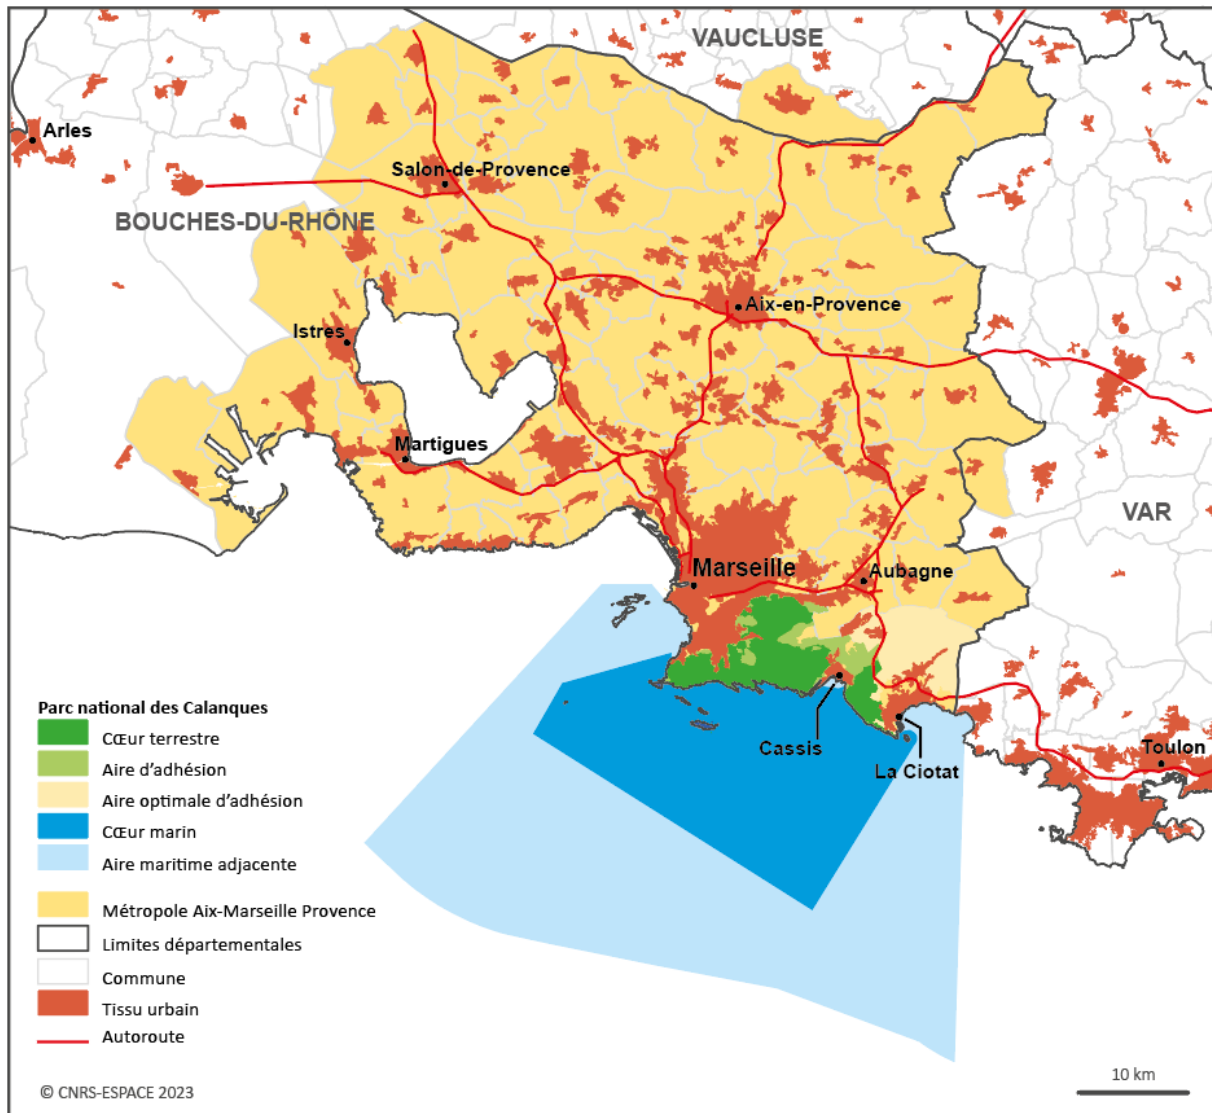 VAUCLUSE
Arles
Salon-de-Provence
BOUCHES-DU-RHÔNE
Aix-en-Provence
Istres
Martigues
VAR
Marseille
Aubagne
Cassis
La Ciotat
Toulon
Parc national des Calanques
Cœur terrestre
Aire d'adhésion
Aire optimale d'adhésion
Cœur marin
Aire maritime adjacente
Métropole Aix-Marseille Provence
Limites départementales
Commune
Tissu urbain
Autoroute
© CNRS-ESPACE 2023
10 km